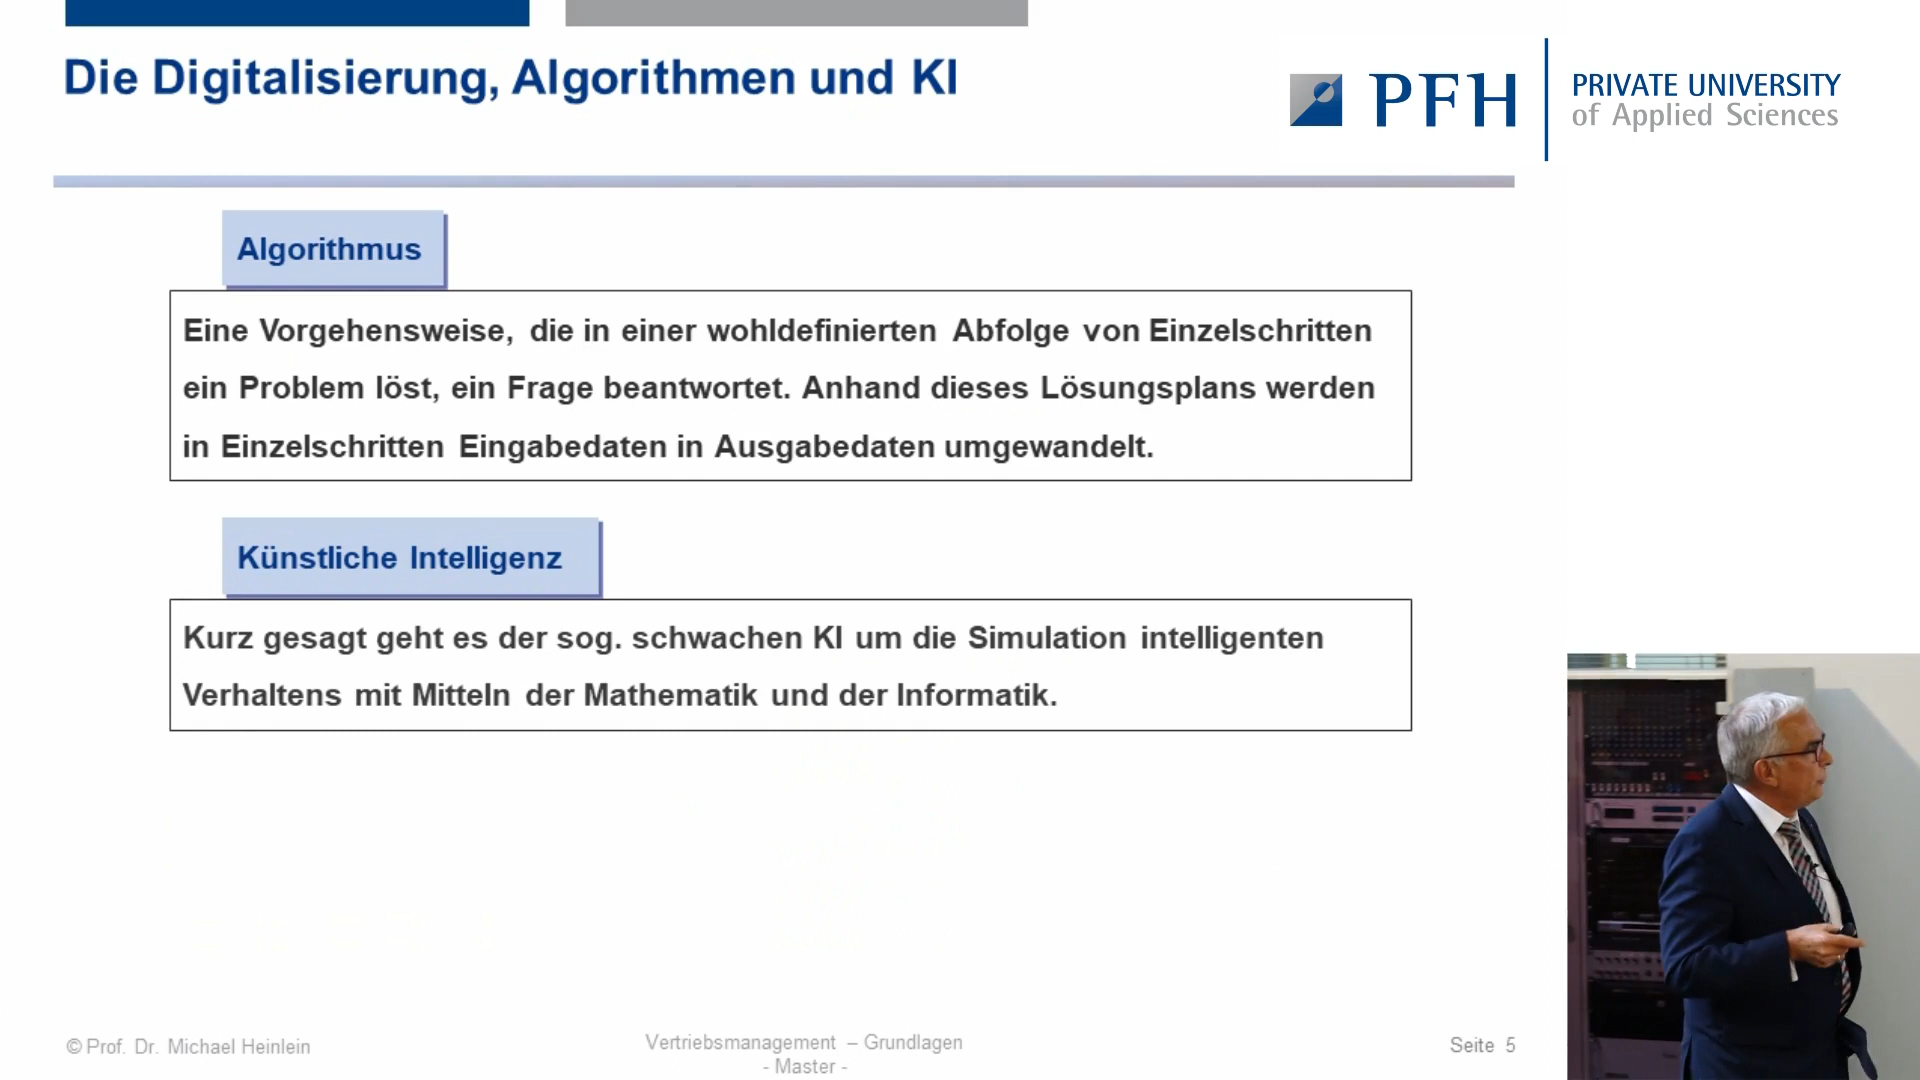 Die Digitalisierung, Algorithmen und KI
PFH
PRIVATE UNIVERSITY
of Applied Sciences
Algorithmus
Eine Vorgehensweise, die in einer wohldefinierten Abfolge von Einzelschritten
ein Problem löst, ein Frage beantwortet. Anhand dieses Lösungsplans werden
in Einzelschritten Eingabedaten in Ausgabedaten umgewandelt.
Künstliche Intelligenz
Kurz gesagt geht es der sog. schwachen KI um die Simulation intelligenten
Verhaltens mit Mitteln der Mathematik und der Informatik.
© Prof. Dr. Michael Heinlein
Vertriebsmanagement – Grundlagen
- Master -
Seite 5